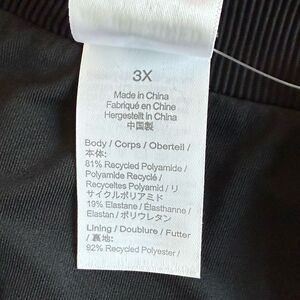 3X
Made in China
Fabriqué en Chine
Hergestellt in China
中国製
Body / Corps / Oberteil /
本体:
81% Recycled Polyamide /
Polyamide Recyclé /
Recyceltes Polyamid / リ
サイクルポリアミド
19% Elastane / Élasthanne /
Elastan / ポリウレタン
Lining / Doublure / Futter
/ 裏地:
92% Recycled Polyester /